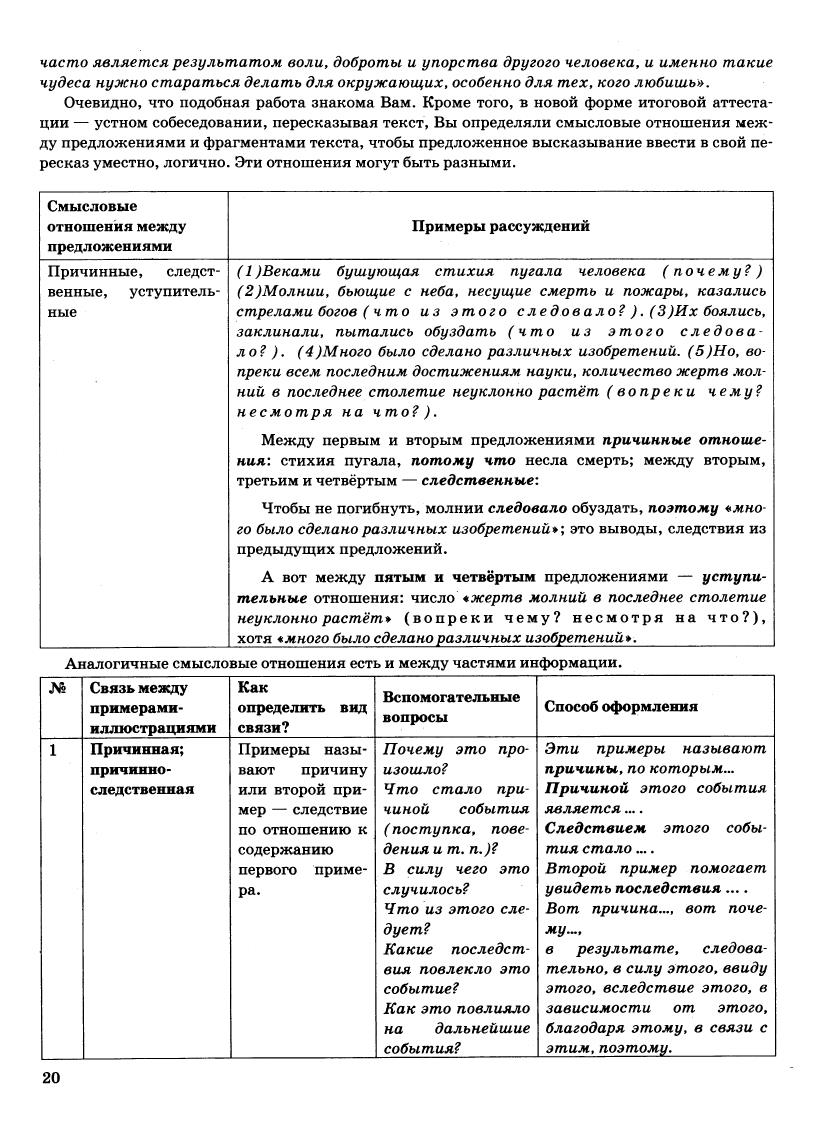 часто является результатом воли, доброты и упорства другого человека, и именно такие
чудеса нужно стараться делать для окружающих, особенно для тех, кого любишь».
Очевидно, что подобная работа знакома Вам. Кроме того, в новой форме итоговой аттеста-
ции — устном собеседовании, пересказывая текст, Вы определяли смысловые отношения меж-
ду предложениями и фрагментами текста, чтобы предложенное высказывание ввести в свой пе-
ресказ уместно, логично. Эти отношения могут быть разными.
Смысловые
отношения между
предложениями
Примеры рассуждений
Причинные, следст-
венные, уступитель-
ные
(1)Веками бушующая стихия пугала человека (почему?)
(2)Молнии, бьющие с неба, несущие смерть и пожары, казались
стрелами богов (что из этого следовало?). (3)Их боялись,
заклинали, пытались обуздать (что из этого следова-
ло?). (4)Много было сделано различных изобретений. (5)Но, во-
преки всем последним достижениям науки, количество жертв мол-
ний в последнее столетие неуклонно растёт (вопреки чему?
несмотря на что?).
Между первым и вторым предложениями причинные отноше-
ния: стихия пугала, потому что несла смерть; между вторым,
третьим и четвёртым — следственные:
Чтобы не погибнуть, молнии следовало обуздать, поэтому «мно-
го было сделано различных изобретений»; это выводы, следствия из
предыдущих предложений.
А вот между пятым и четвёртым предложениями — уступи-
тельные отношения: число «жертв молний в последнее столетие
неуклонно растёт» (вопреки чему? несмотря на что?),
хотя «много было сделано различных изобретений».
Аналогичные смысловые отношения есть и между частями информации.
№
Связь между
примерами-
иллюстрациями
Как
определить вид
связи?
Вспомогательные
вопросы
Способ оформления
1
Причинная;
причинно-
следственная
Примеры назы-
вают причину
или второй при-
мер — следствие
по отношению к
содержанию
первого приме-
ра.
Почему это про-
изошло?
Что стало при-
чиной события
(поступка, пове-
дения и т. п.)?
В силу чего это
случилось?
Что из этого сле-
дует?
Какие последст-
вия повлекло это
событие?
Как это повлияло
на дальнейшие
события?
Эти примеры называют
причины, по которым...
Причиной этого события
является ... .
Следствием этого собы-
тия стало ... .
Второй пример помогает
увидеть последствия ... .
Вот причина..., вот поче-
му...,
в результате, следова-
тельно, в силу этого, ввиду
этого, вследствие этого, в
зависимости от этого,
благодаря этому, в связи с
этим, поэтому.
20